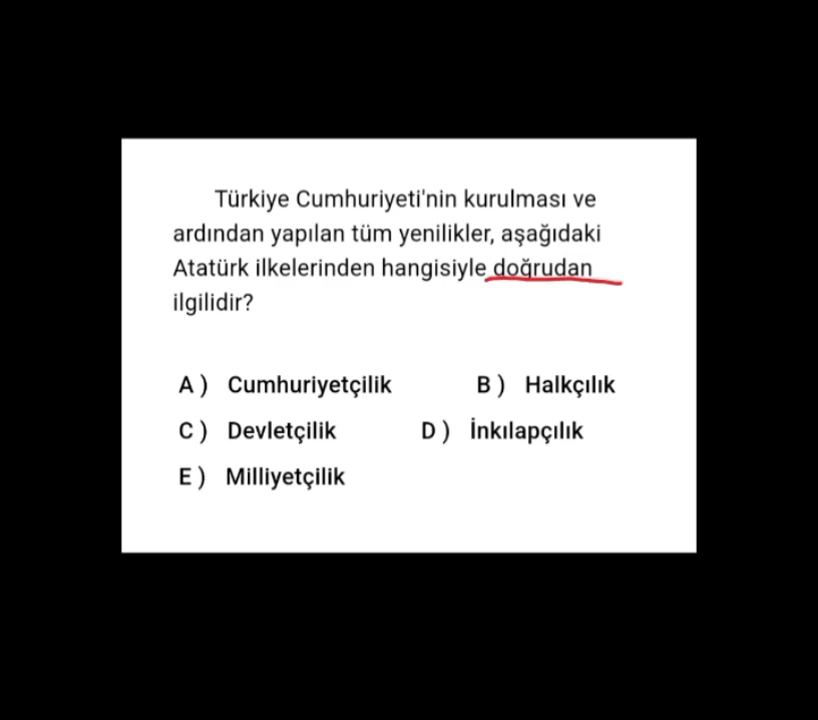 Türkiye Cumhuriyeti'nin kurulması ve
ardından yapılan tüm yenilikler, aşağıdaki
Atatürk ilkelerinden hangisiyle doğrudan
ilgilidir?
A) Cumhuriyetçilik B) Halkçılık
C) Devletçilik D) İnkılapçılık
E) Milliyetçilik